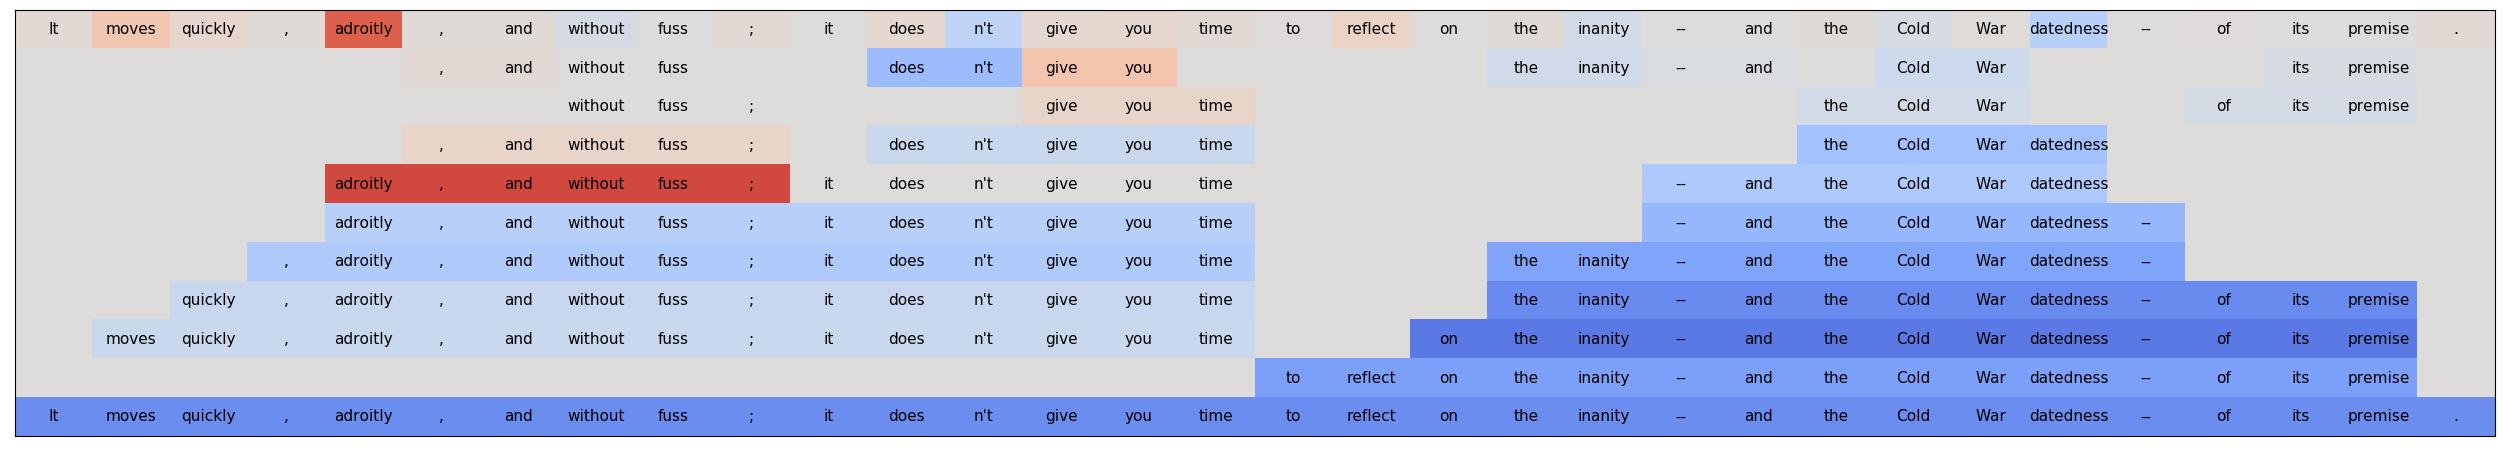 It moves quickly , adroitly , and without fuss ; it does n't give you time to reflect on the inanity -- and the Cold War datedness -- of its premise .
, and without fuss does n't give you the inanity -- and Cold War its premise
without fuss ; give you time the Cold War of its premise
, and without fuss ; does n't give you time the Cold War datedness
adroitly , and without fuss ; it does n't give you time -- and the Cold War datedness
adroitly , and without fuss ; it does n't give you time -- and the Cold War datedness --
, adroitly , and without fuss ; it does n't give you time the inanity -- and the Cold War datedness --
quickly , adroitly , and without fuss ; it does n't give you time the inanity -- and the Cold War datedness -- of its premise
moves quickly , adroitly , and without fuss ; it does n't give you time on the inanity -- and the Cold War datedness -- of its premise
to reflect on the inanity -- and the Cold War datedness -- of its premise
It moves quickly , adroitly , and without fuss ; it does n't give you time to reflect on the inanity -- and the Cold War datedness -- of its premise .